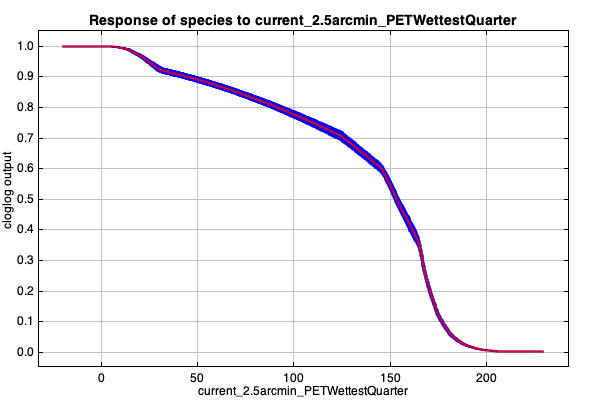 Response of species to current_2.5arcmin_PETWettestQuarter
cloglog output
1.0
0.9
0.8
0.7
0.6
0.5
0.4
0.3
0.2
0.1
0.0
0 50 100 150 200
current_2.5arcmin_PETWettestQuarter